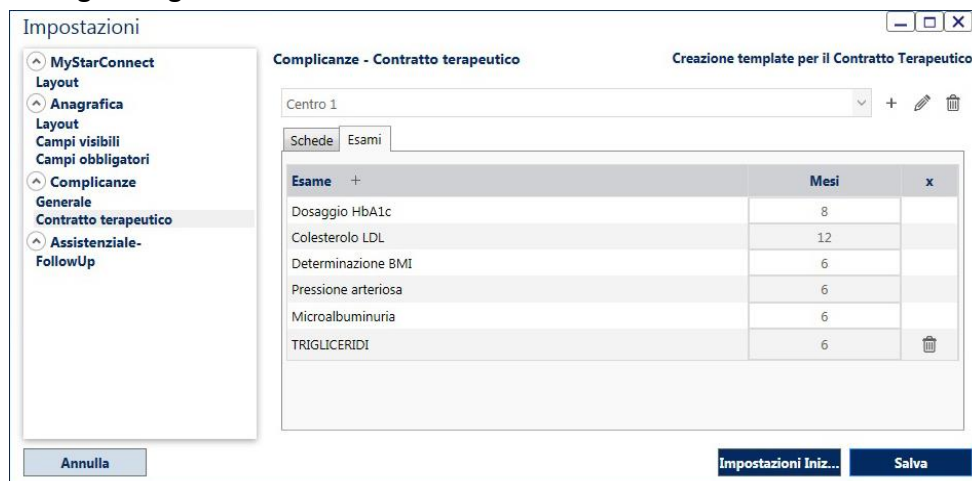 Impostazioni
MyStarConnect
Layout
Anagrafica
Layout
Campi visibili
Campi obbligatori
Complicanze
Generale
Contratto terapeutico
Assistenziale-
FollowUp
Complicanze - Contratto terapeutico
Creazione template per il Contratto Terapeutico
Centro 1
Schede Esami
Esame + Mesi x
Dosaggio HbA1c 8
Colesterolo LDL 12
Determinazione BMI 6
Pressione arteriosa 6
Microalbuminuria 6
TRIGLICERIDI 6
Annulla
Impostazioni Iniz... Salva